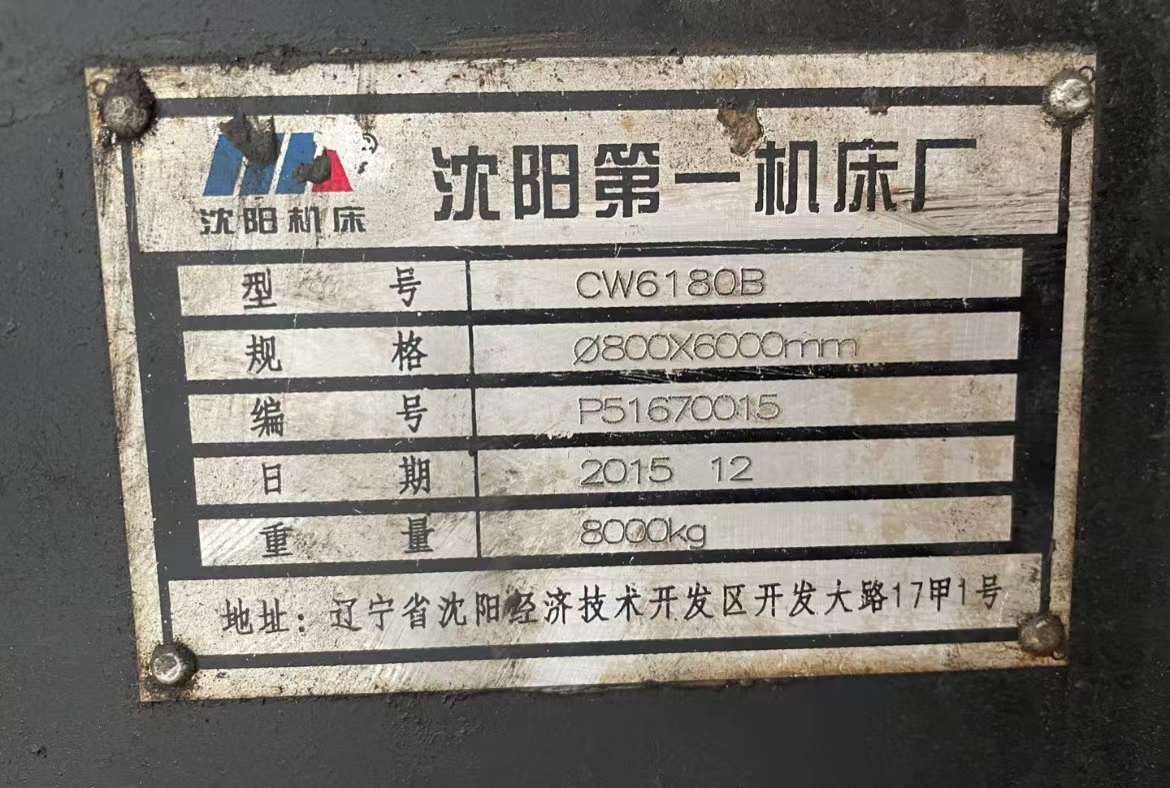 沈阳机床
沈阳第一机床厂
型号 CW6180B
规格 Ø800X6000mm
编号 P51670015
日期 2015 12
重量 8000kg
地址：辽宁省沈阳经济技术开发区开发大路17甲1号